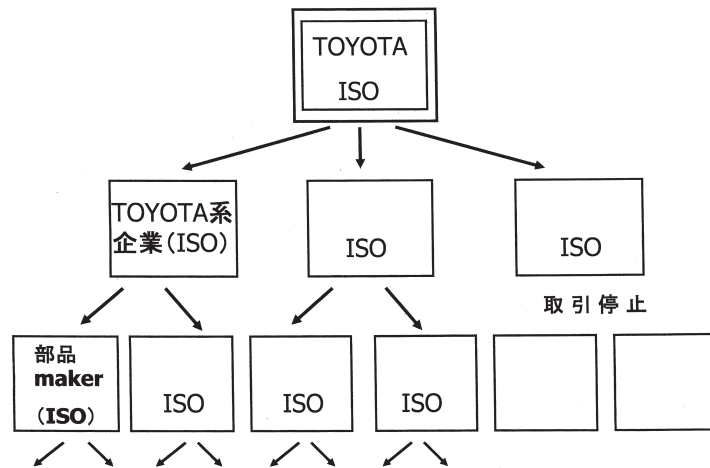 TOYOTA
ISO
TOYOTA系
企業(ISO)
ISO
ISO
取引停止
部品
maker
(ISO)
ISO
ISO
ISO